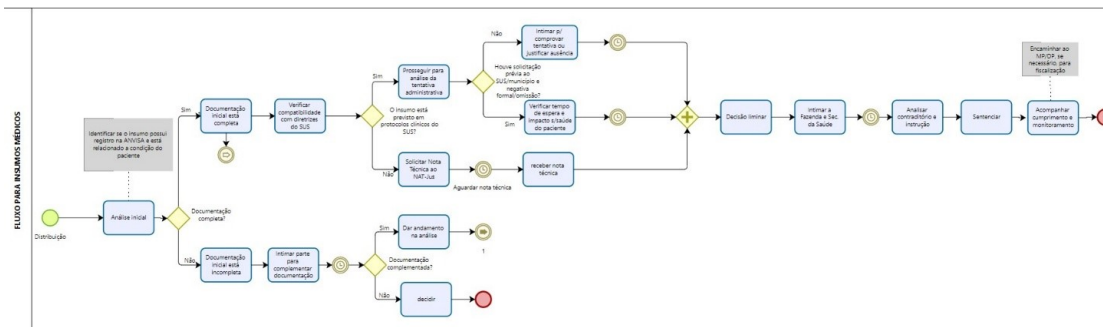 FLUXO PARA INSUMOS MÉDICOS
Distribuição
Identificar se o insumo possui
registro na ANVISA e está
relacionado a condição do
paciente
Análise inicial
Documentação
completa?
Sim
Documentação
inicial está
completa
Verificar
compatibilidade
com diretrizes
do SUS
O insumo está
previsto em
protocolos clínicos do
SUS?
Sim
Prosseguir para
análise da
tentativa
administrativa
Houve solicitação
prévia ao
SUS/município e
negativa
formal/omissão?
Não
Intimar p/
comprovar
tentativa ou
justificar ausência
Sim
Verificar tempo
de espera e
impacto s/saúde
do paciente
Não
Solicitar Nota
Técnica ao
NAT-Jus
Aguardar nota técnica
receber nota
técnica
Decisão liminar
Intimar a
Fazenda e Sec.
da Saúde
Analisar
contraditório e
instrução
Sentenciar
Encaminhar ao
MP/DP, se
necessário, para
fiscalização
Acompanhar
cumprimento e
monitoramento
Não
Documentação
inicial está
incompleta
Intimar parte
para
complementar
documentação
Documentação
complementada?
Sim
Dar andamento
na análise
1
Não
decidir